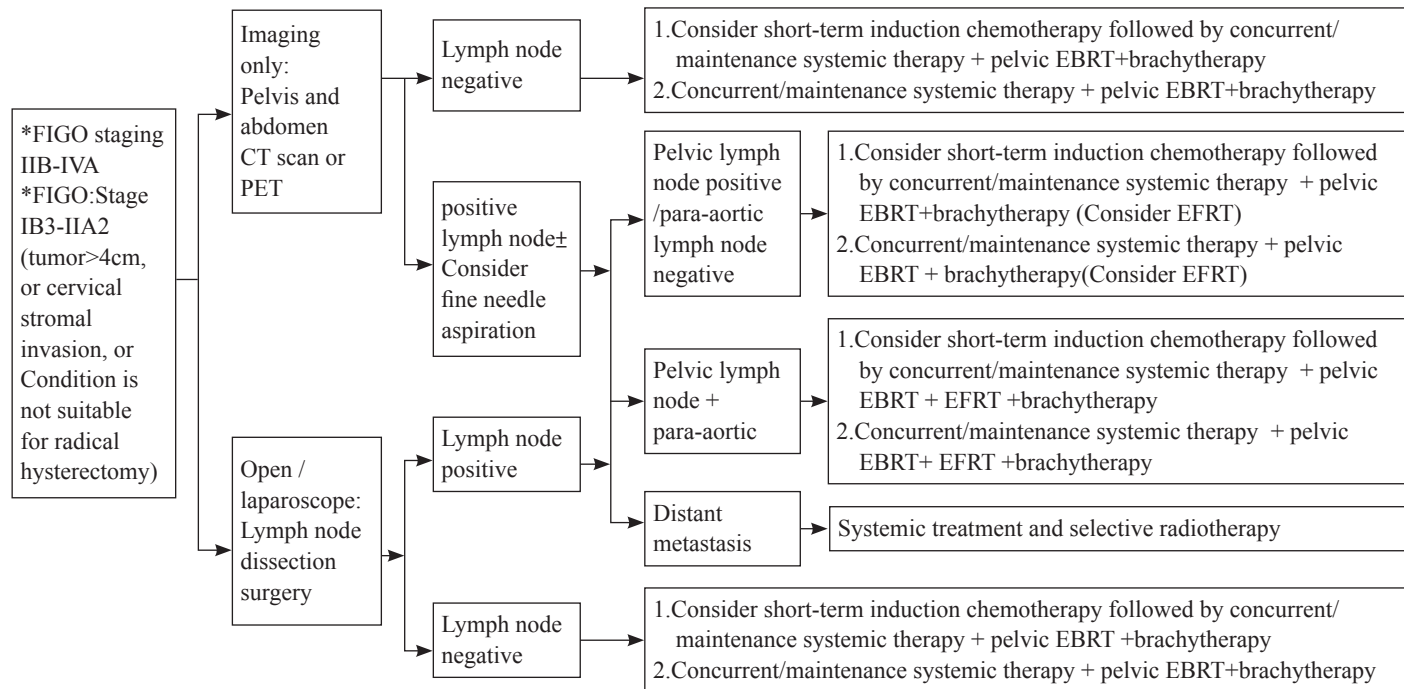 *FIGO staging
IIB-IVA
*FIGO:Stage
IB3-IIA2
(tumor>4cm,
or cervical
stromal
invasion, or
Condition is
not suitable
for radical
hysterectomy)
Imaging
only:
Pelvis and
abdomen
CT scan or
PET
Open /
laparoscope:
Lymph node
dissection
surgery
Lymph node
negative
positive
lymph node±
Consider
fine needle
aspiration
Lymph node
positive
Lymph node
negative
Pelvic lymph
node positive
/para-aortic
lymph node
negative
Pelvic lymph
node +
para-aortic
Distant
metastasis
1.Consider short-term induction chemotherapy followed by concurrent/
maintenance systemic therapy + pelvic EBRT+brachytherapy
2.Concurrent/maintenance systemic therapy + pelvic EBRT+brachytherapy
1.Consider short-term induction chemotherapy followed
by concurrent/maintenance systemic therapy + pelvic
EBRT+brachytherapy (Consider EFRT)
2.Concurrent/maintenance systemic therapy + pelvic
EBRT + brachytherapy(Consider EFRT)
1.Consider short-term induction chemotherapy followed
by concurrent/maintenance systemic therapy + pelvic
EBRT + EFRT +brachytherapy
2.Concurrent/maintenance systemic therapy + pelvic
EBRT+ EFRT +brachytherapy
Systemic treatment and selective radiotherapy
1.Consider short-term induction chemotherapy followed by concurrent/
maintenance systemic therapy + pelvic EBRT +brachytherapy
2.Concurrent/maintenance systemic therapy + pelvic EBRT+brachytherapy